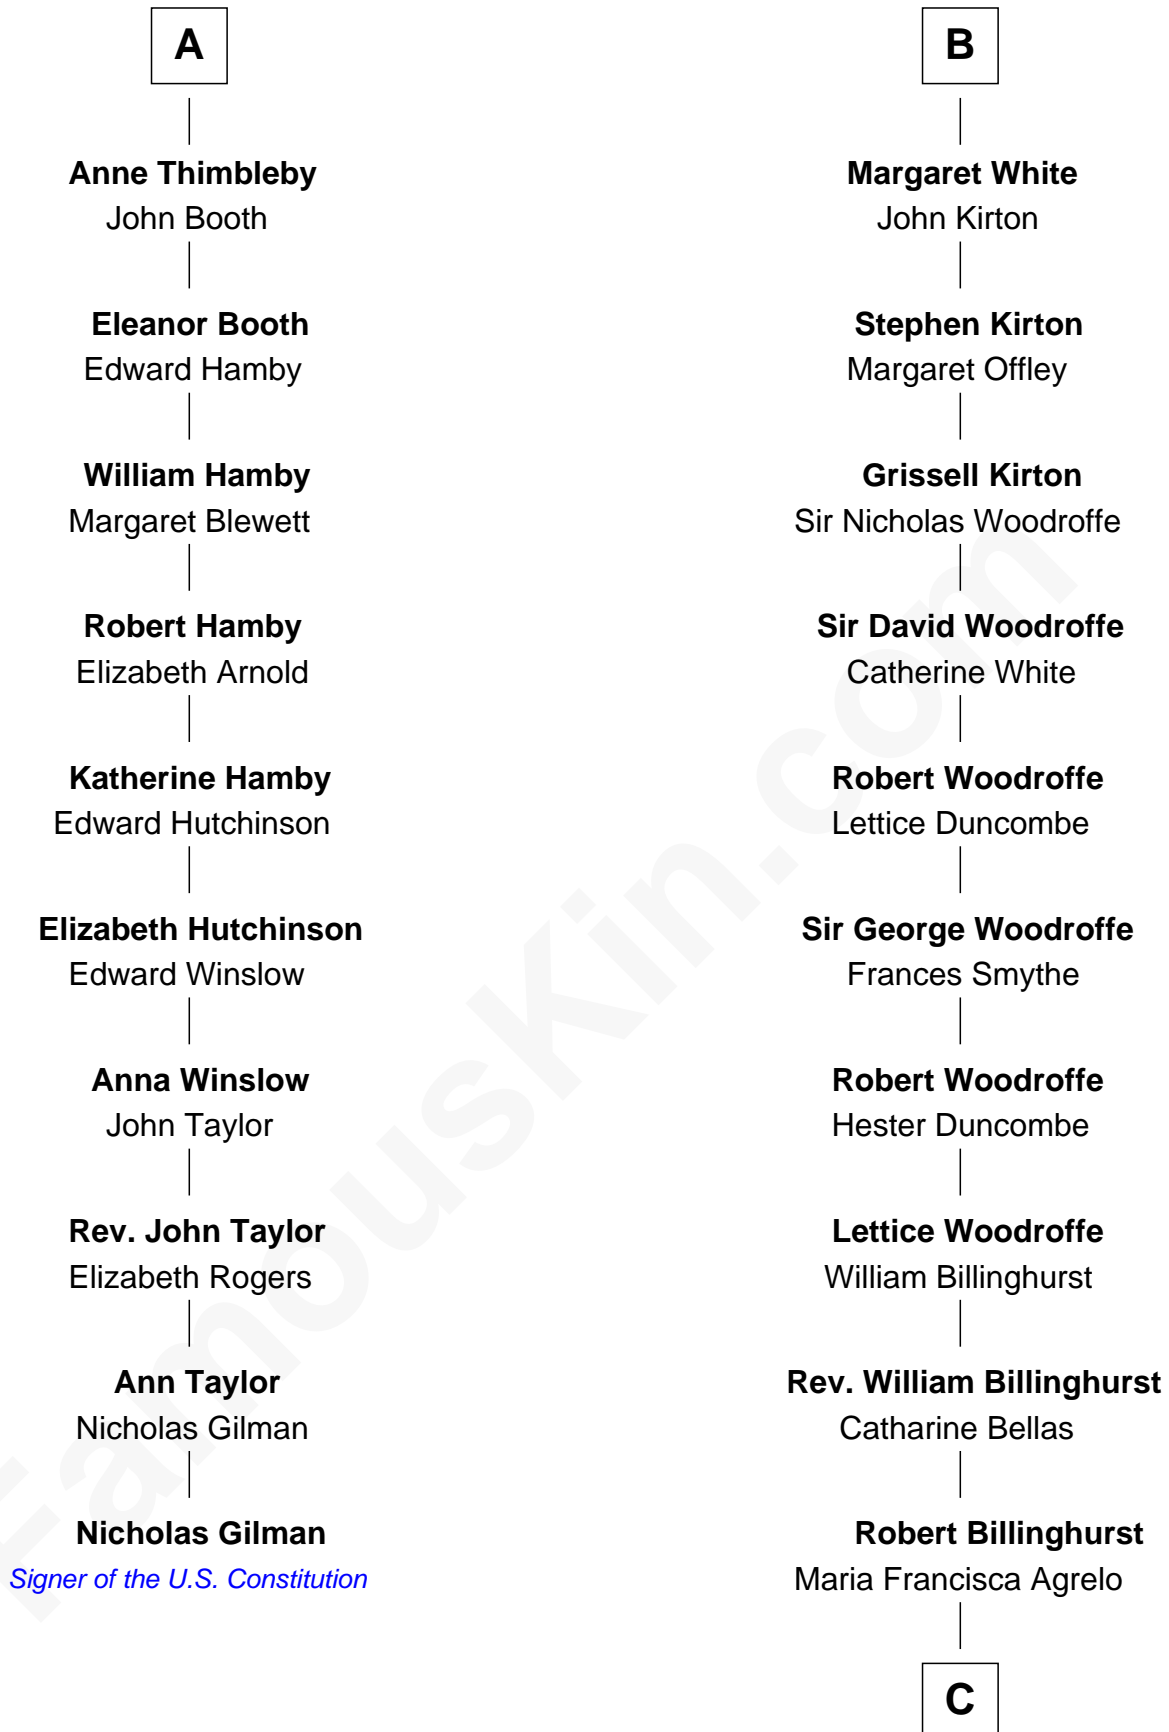 A
Anne Thimbleby
John Booth
Eleanor Booth
Edward Hamby
William Hamby
Margaret Blewett
Robert Hamby
Elizabeth Arnold
Katherine Hamby
Edward Hutchinson
Elizabeth Hutchinson
Edward Winslow
Anna Winslow
John Taylor
Rev. John Taylor
Elizabeth Rogers
Ann Taylor
Nicholas Gilman
Nicholas Gilman
Signer of the U.S. Constitution
B
Margaret White
John Kirton
Stephen Kirton
Margaret Offley
Grissell Kirton
Sir Nicholas Woodroffe
Sir David Woodroffe
Catherine White
Robert Woodroffe
Lettice Duncombe
Sir George Woodroffe
Frances Smythe
Robert Woodroffe
Hester Duncombe
Lettice Woodroffe
William Billinghurst
Rev. William Billinghurst
Catharine Bellas
Robert Billinghurst
Maria Francisca Agrelo
C
FamousKin.com